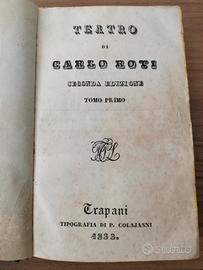 TEATRO
DI
CARLO ROTI
SECONDA EDIZIONE
TOMO PRIMO
Trapani
TIPOGRAFIA DI P. COLAJANNI
1833.